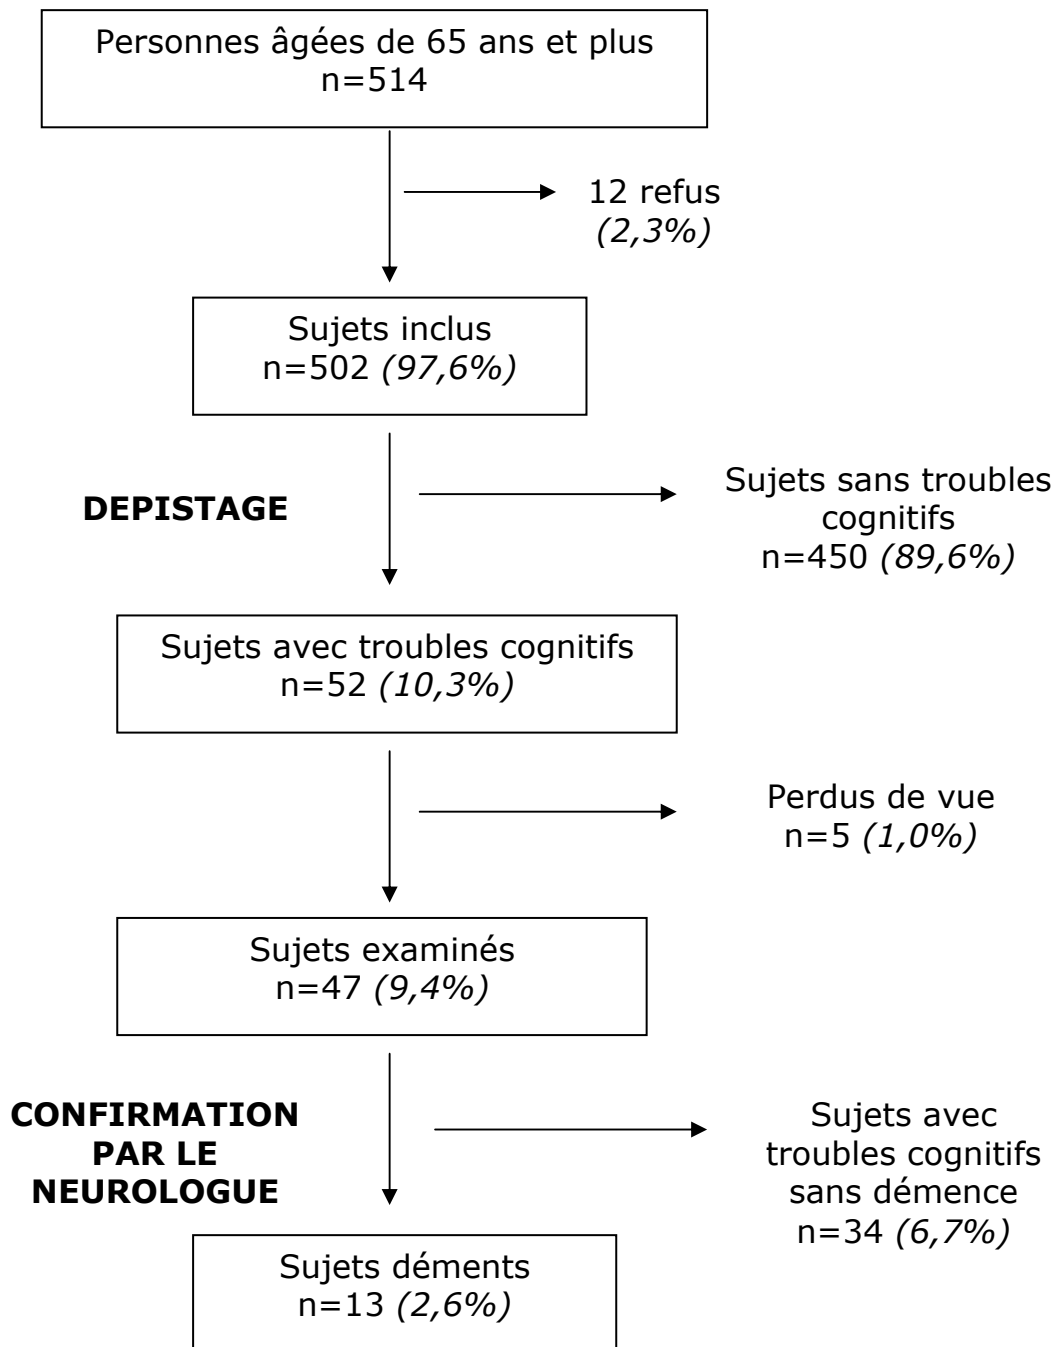 Personnes âgées de 65 ans et plus
n=514
12 refus
(2,3%)
Sujets inclus
n=502 (97,6%)
DEPISTAGE
Sujets sans troubles
cognitifs
n=450 (89,6%)
Sujets avec troubles cognitifs
n=52 (10,3%)
Perdus de vue
n=5 (1,0%)
Sujets examinés
n=47 (9,4%)
CONFIRMATION
PAR LE
NEUROLOGUE
Sujets avec
troubles cognitifs
sans démence
n=34 (6,7%)
Sujets déments
n=13 (2,6%)